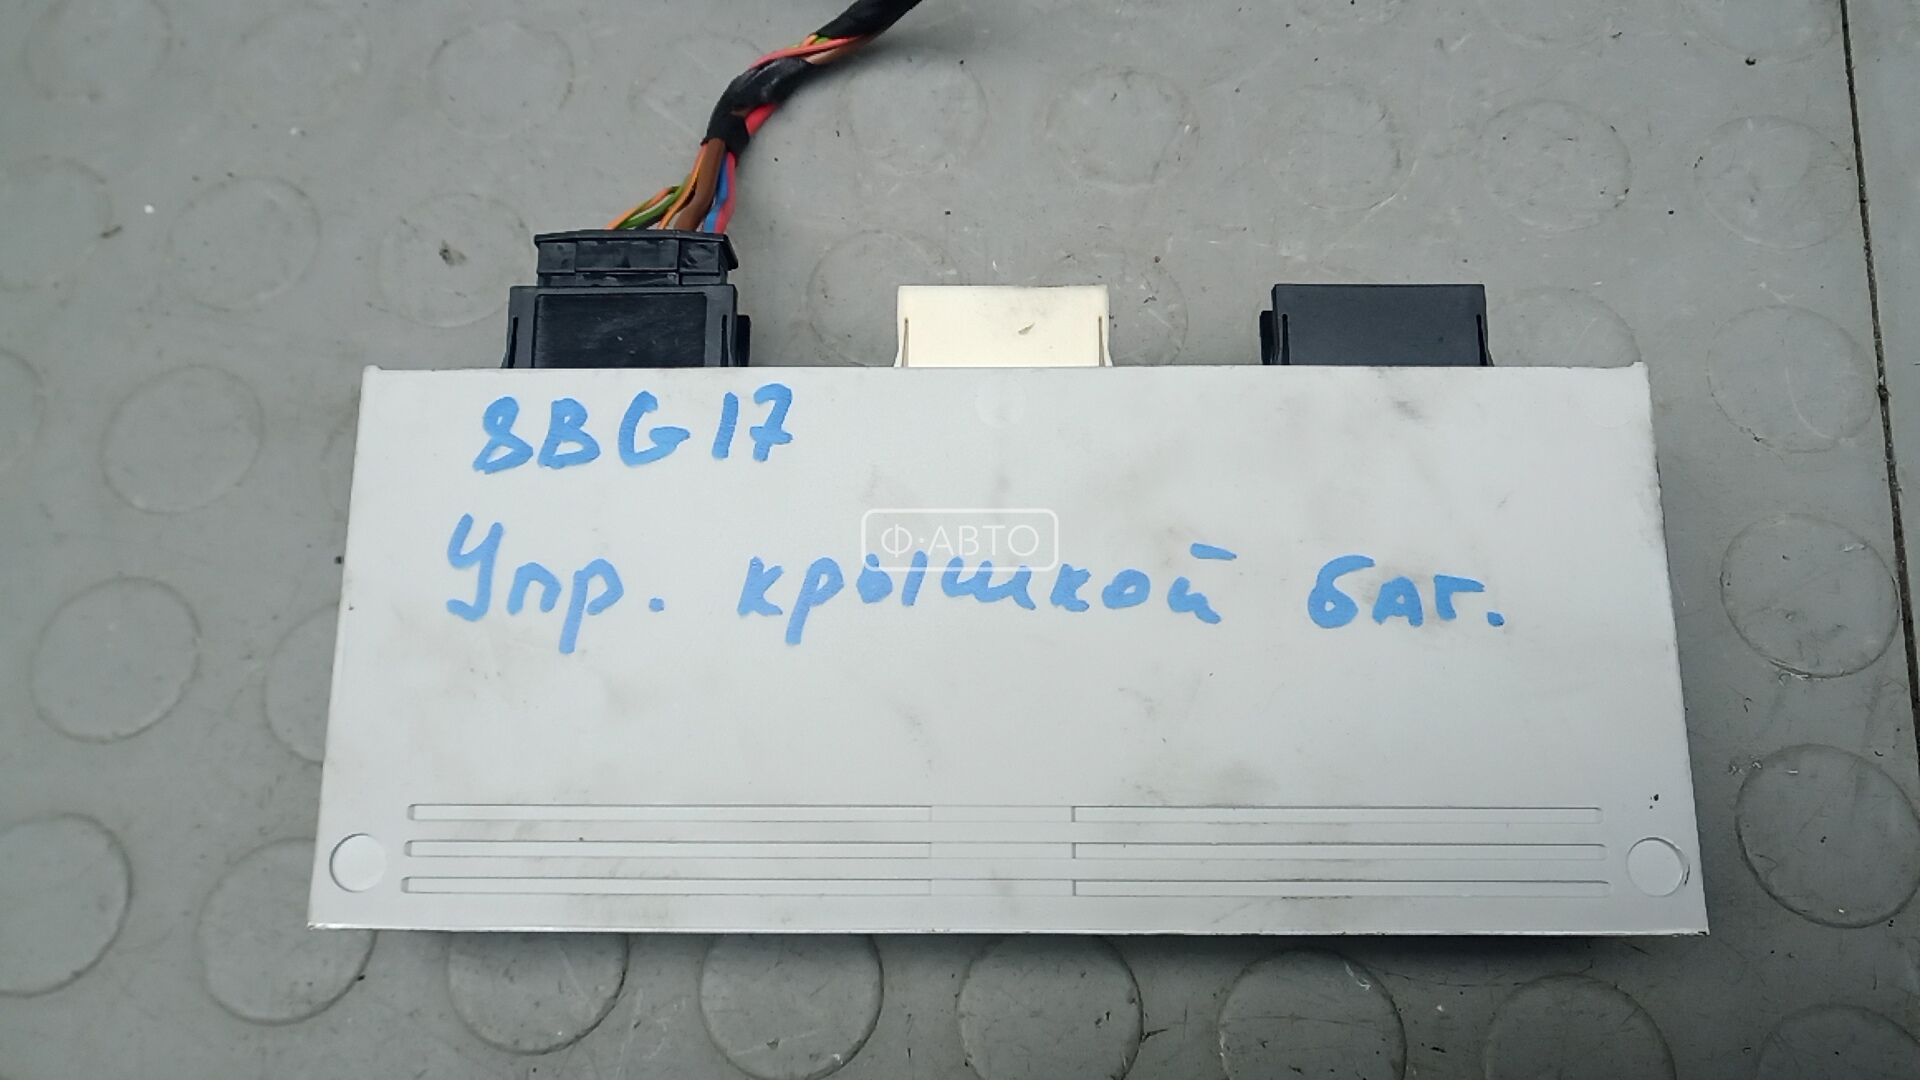 8BG17
Ф·АВТО
Упр. крышкой баг.